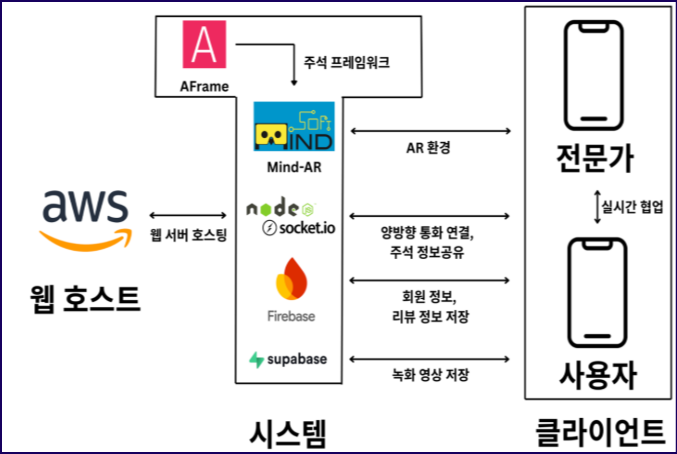 AFrame
주석 프레임워크
SOFT
MIND
Mind-AR
AR 환경
전문가
실시간 협업
aws
웹 서버 호스팅
웹 호스트
node
JS
socket.io
양방향 통화 연결,
주석 정보공유
Firebase
회원 정보,
리뷰 정보 저장
supabase
녹화 영상 저장
사용자
시스템
클라이언트